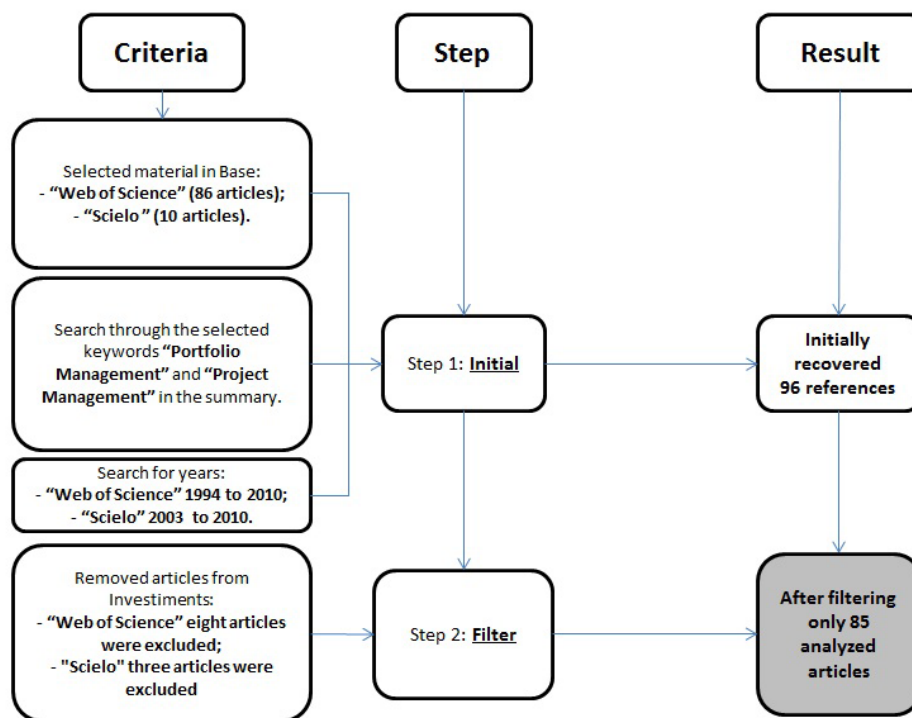 Criteria
Step
Result
Selected material in Base:
- “Web of Science” (86 articles);
- “Scielo” (10 articles).
Search through the selected
keywords “Portfolio
Management” and “Project
Management” in the summary.
Step 1: Initial
Initially
recovered
96 references
Search for years:
- “Web of Science” 1994 to 2010;
- “Scielo” 2003 to 2010.
Removed articles from
Investiments:
- “Web of Science” eight articles
were excluded;
- "Scielo" three articles were
excluded
Step 2: Filter
After filtering
only 85
analyzed
articles